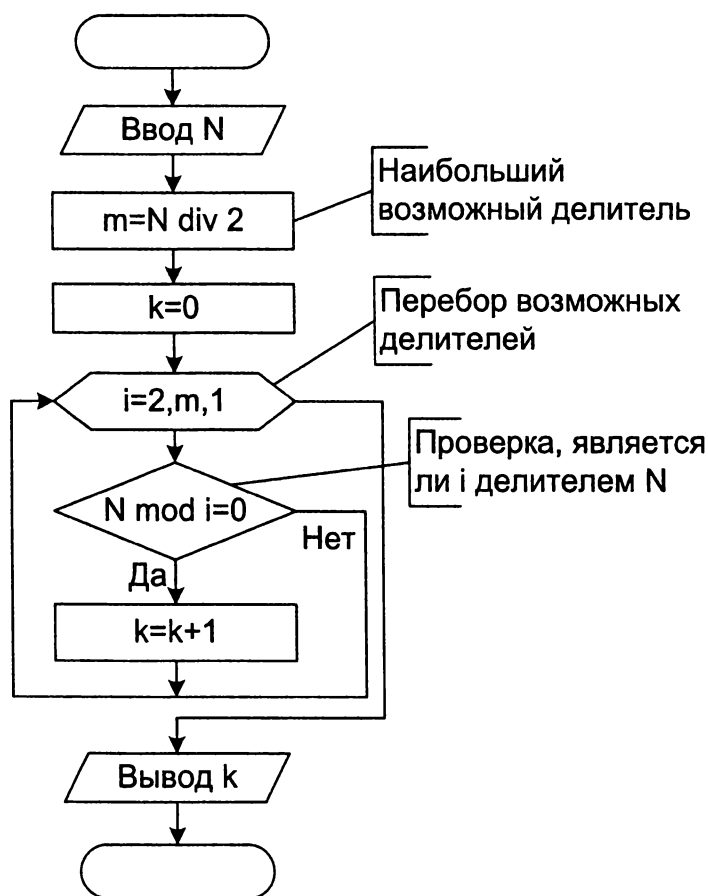 Ввод N
Наибольший
возможный делитель
m=N div 2
k=0
Перебор возможных
делителей
i=2,m,1
Проверка, является
ли i делителем N
N mod i=0
Нет
Да
k=k+1
Вывод k